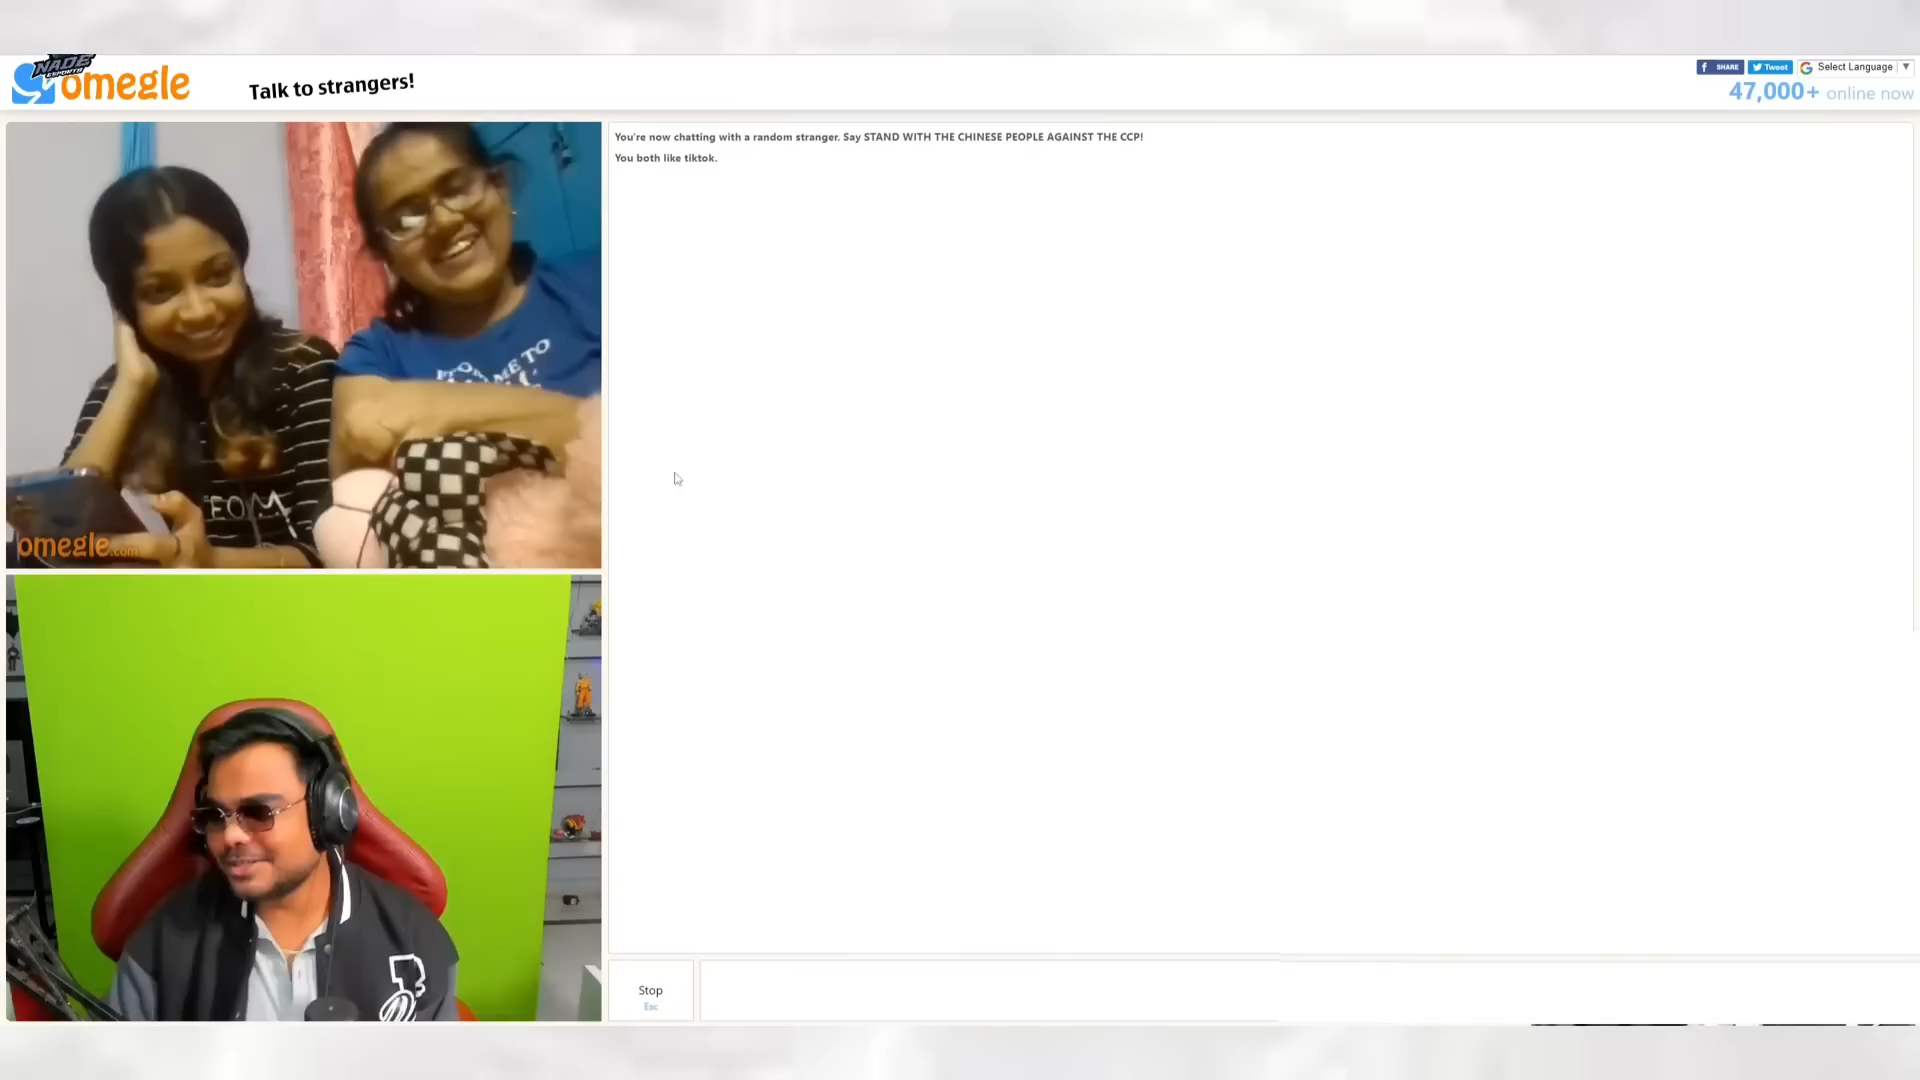 NADE
ESPORTS
omegle
Talk to strangers!
SHARE
Tweet
Select Language
47,000+ online now
You're now chatting with a random stranger. Say STAND WITH THE CHINESE PEOPLE AGAINST THE CCP!
You both like tiktok.
ME TO
omegle.com
Stop
Esc